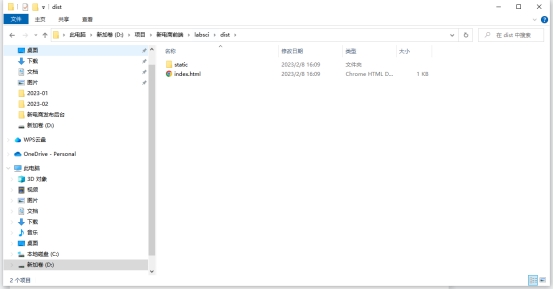 dist
文件 主页 共享 查看
此电脑 > 新加卷 (D:) > 项目 > 新电商前端 > labsci > dist >
在 dist 中搜索
名称 修改日期 类型 大小
static 2023/2/8 16:09 文件夹
index.html 2023/2/8 16:09 Chrome HTML D... 1 KB
桌面
下载
文档
图片
2023-01
2023-02
新电商发布后台
新加卷 (D:)
WPS云盘
OneDrive - Personal
此电脑
3D 对象
视频
图片
文档
下载
音乐
桌面
本地磁盘 (C:)
新加卷 (D:)
2 个项目